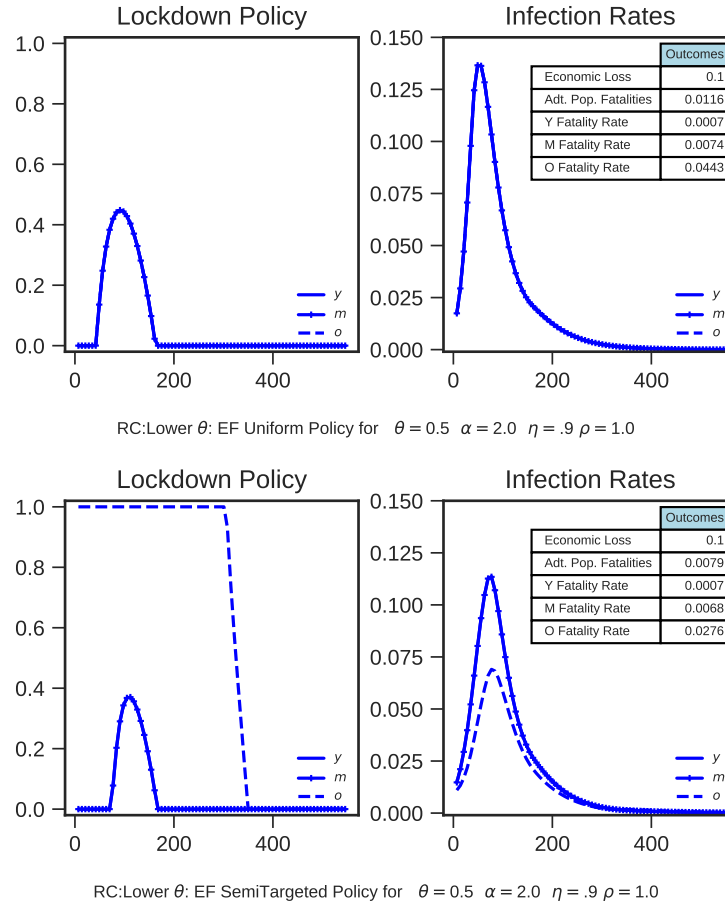 Lockdown Policy
Infection Rates
1.0
0.8
0.6
0.4
0.2
0.0
0 200 400
y
m
o
0.150
0.125
0.100
0.075
0.050
0.025
0.000
0 200 400
Outcomes
Economic Loss 0.1
Adt. Pop. Fatalities 0.0116
Y Fatality Rate 0.0007
M Fatality Rate 0.0074
O Fatality Rate 0.0443
y
m
o
RC:Lower θ: EF Uniform Policy for θ = 0.5 α = 2.0 η = .9 ρ = 1.0
Lockdown Policy
Infection Rates
1.0
0.8
0.6
0.4
0.2
0.0
0 200 400
y
m
o
0.150
0.125
0.100
0.075
0.050
0.025
0.000
0 200 400
Outcomes
Economic Loss 0.1
Adt. Pop. Fatalities 0.0079
Y Fatality Rate 0.0007
M Fatality Rate 0.0068
O Fatality Rate 0.0276
y
m
o
RC:Lower θ: EF SemiTargeted Policy for θ = 0.5 α = 2.0 η = .9 ρ = 1.0